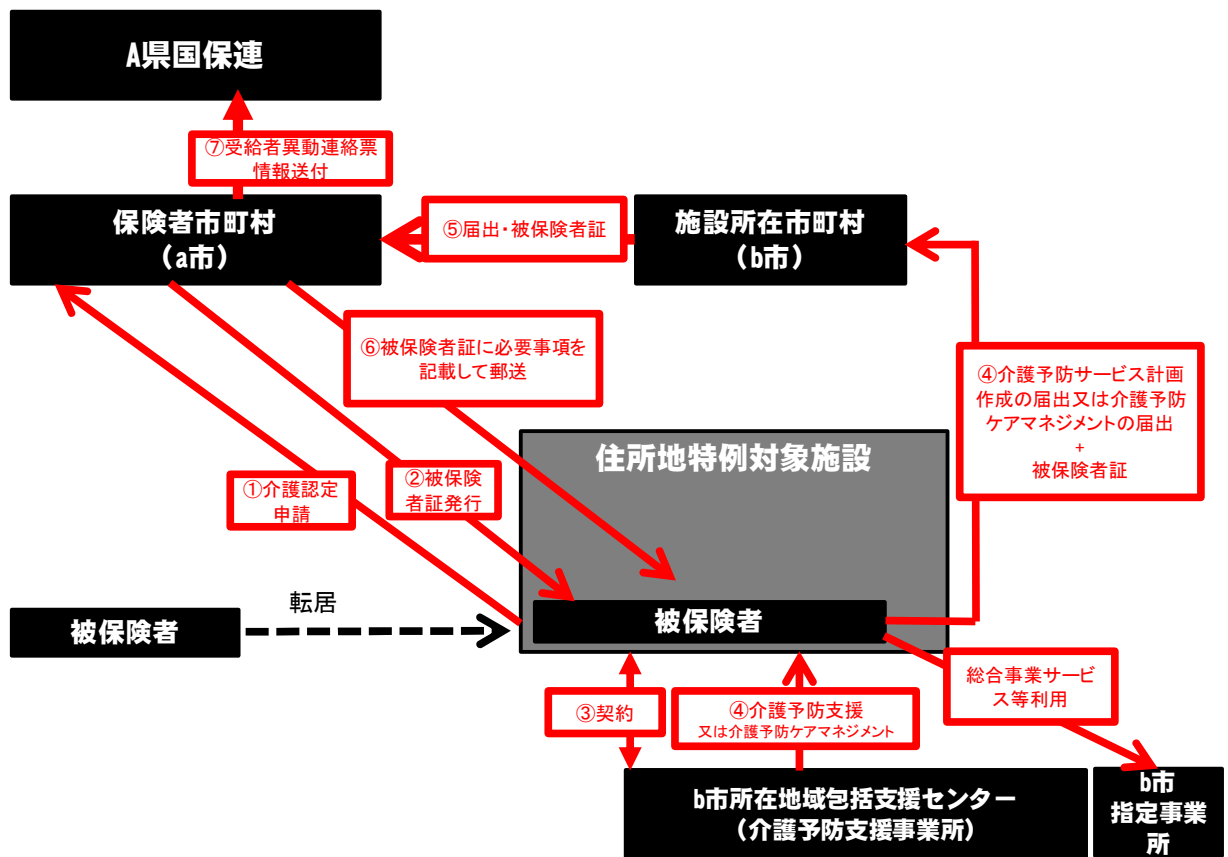 A県国保連
⑦受給者異動連絡票
情報送付
保険者市町村
（a市）
⑤届出・被保険者証
施設所在市町村
（b市）
⑥被保険者証に必要事項を
記載して郵送
④介護予防サービス計画
作成の届出又は介護予防
ケアマネジメントの届出
+
被保険者証
住所地特例対象施設
①介護認定
申請
②被保険
者証発行
転居
被保険者
被保険者
総合事業サービ
ス等利用
③契約
④介護予防支援
又は介護予防ケアマネジメント
b市所在地域包括支援センター
（介護予防支援事業所）
b市
指定事業
所